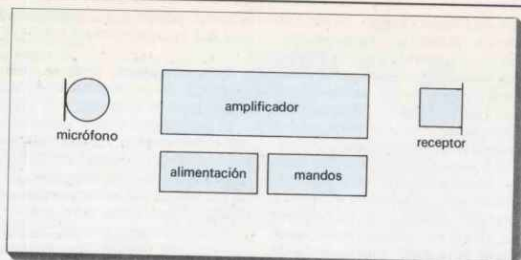 amplificador
micrófono
receptor
alimentación
mandos